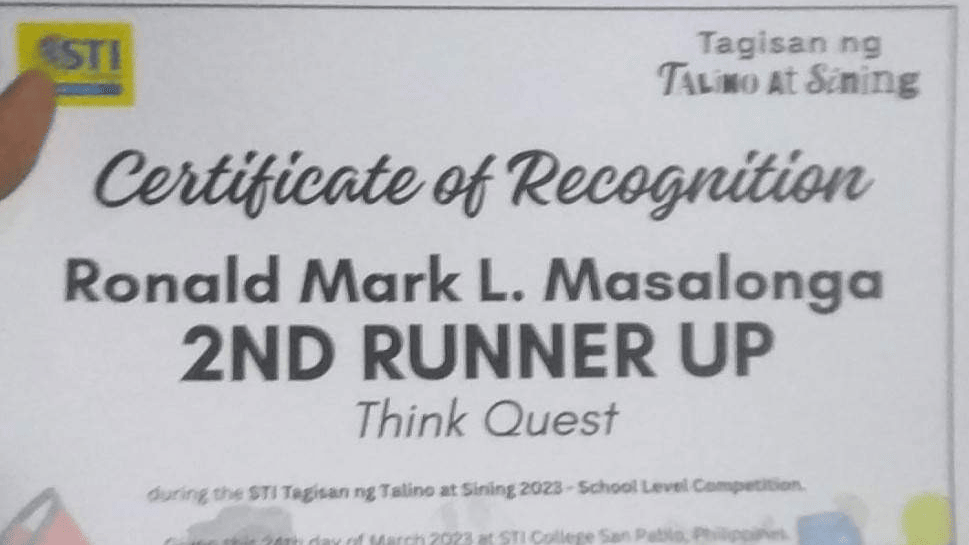 STI
Tagisan ng
TALiNO At Sining
Certificate of Recognition
Ronald Mark L. Masalonga
2ND RUNNER UP
Think Quest
during the STI Tagisan ng Talino at Sining 2023 - School Level Competition.
Given this 24th day of March 2023 at STI College San Pablo, Philippines.